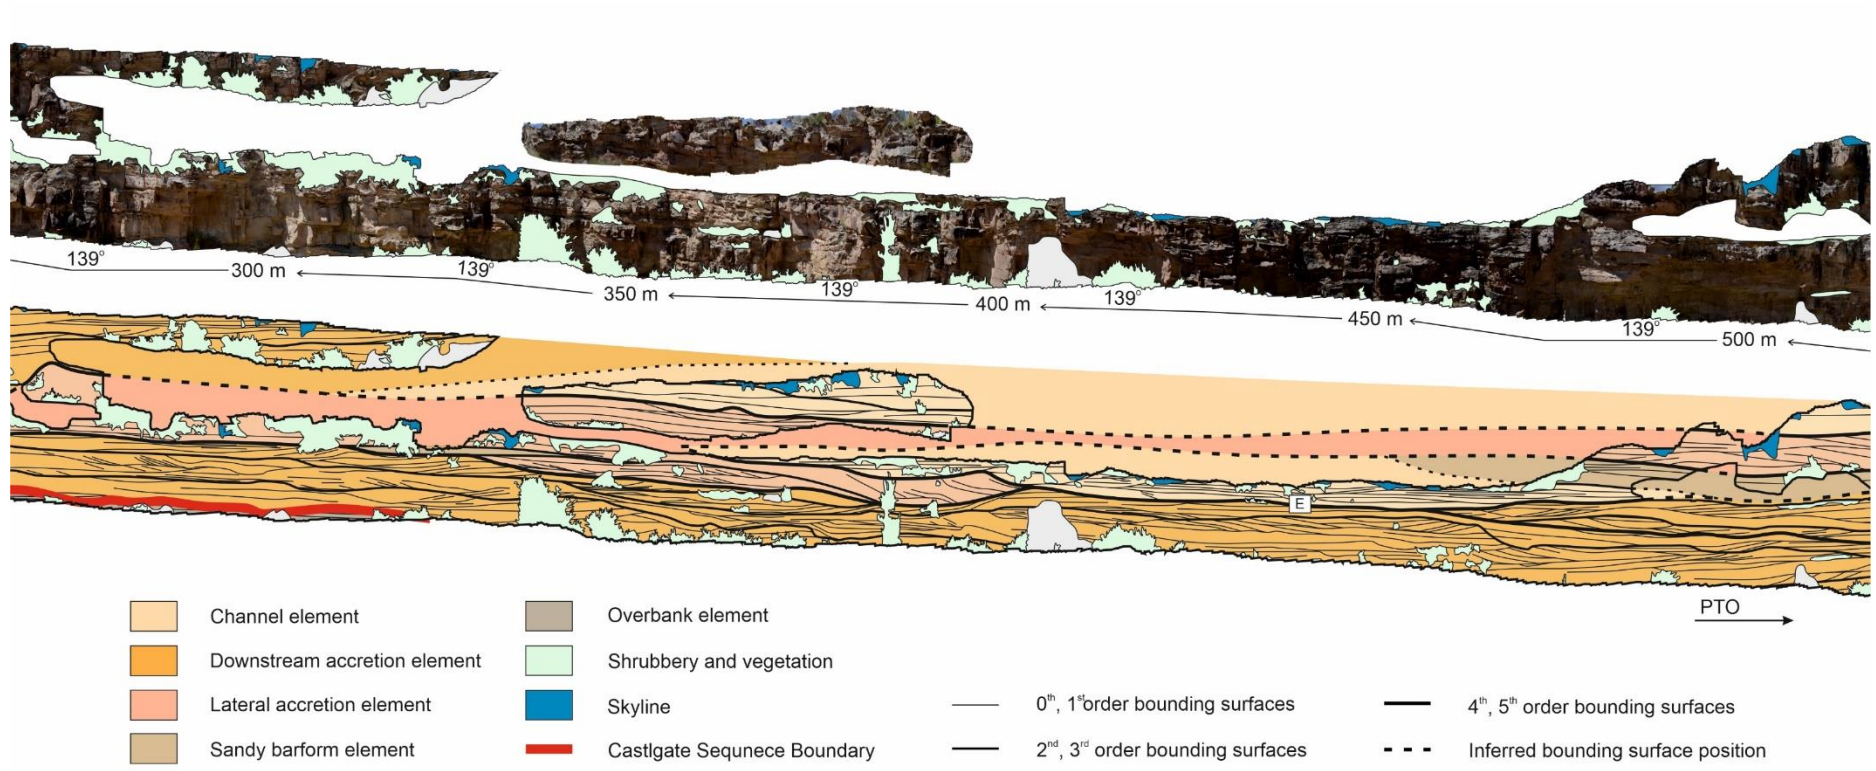 139°
300 m
139°
350 m
139°
400 m
139°
450 m
139°
500 m
E
PTO
Channel element
Downstream accretion element
Lateral accretion element
Sandy barform element
Overbank element
Shrubbery and vegetation
Skyline
Castlgate Sequnece Boundary
0th, 1st order bounding surfaces
2nd, 3rd order bounding surfaces
4th, 5th order bounding surfaces
Inferred bounding surface position